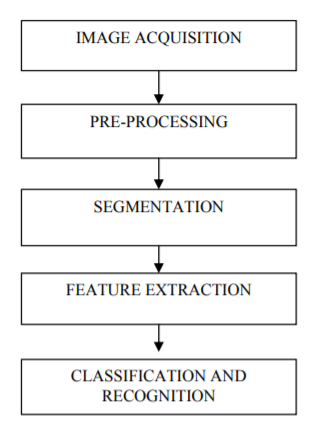 IMAGE ACQUISITION
PRE-PROCESSING
SEGMENTATION
FEATURE EXTRACTION
CLASSIFICATION AND
RECOGNITION